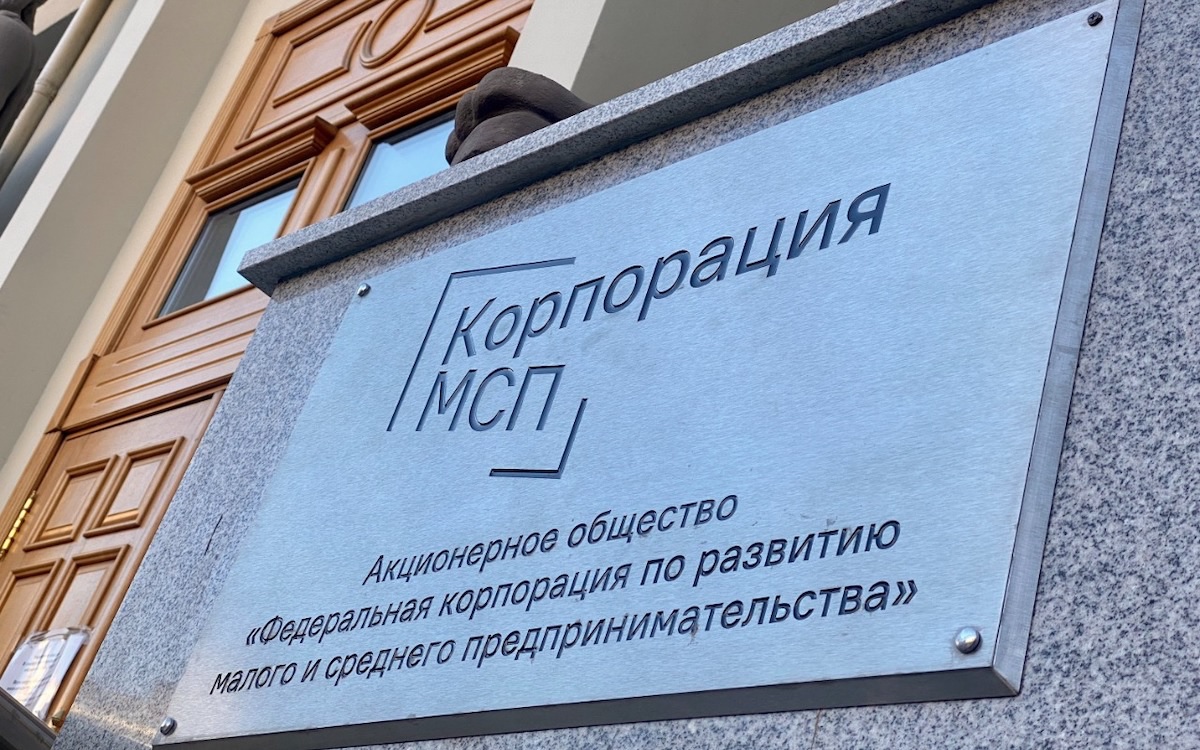 Корпорация
МСП
Акционерное общество
«Федеральная корпорация по развитию
малого и среднего предпринимательства»